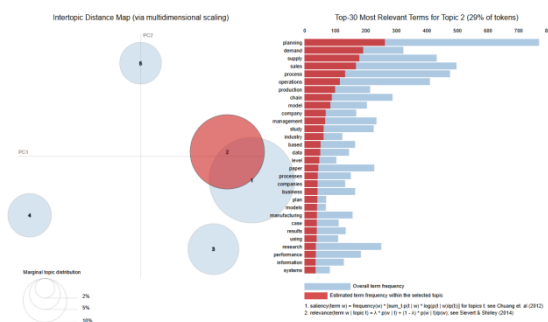 Intertopic Distance Map (via multidimensional scaling)
PC2
PC1
5
2
1
4
3
Marginal topic distribution
2%
5%
10%
Top-30 Most Relevant Terms for Topic 2 (29% of tokens)
0 100 200 300 400 500 600 700 8
planning
demand
supply
sales
process
operations
production
chain
model
company
management
study
industry
based
data
level
paper
processes
companies
business
plan
models
manufacturing
case
results
using
research
performance
information
systems
Overall term frequency
Estimated term frequency within the selected topic
1. saliency(term w) = frequency(w) * [sum_t p(t | w) * log(p(t | w)/p(t))] for topics t; see Chuang et. al (2012)
2. relevance(term w | topic t) = λ * p(w | t) + (1 - λ) * p(w | t)/p(w); see Sievert & Shirley (2014)